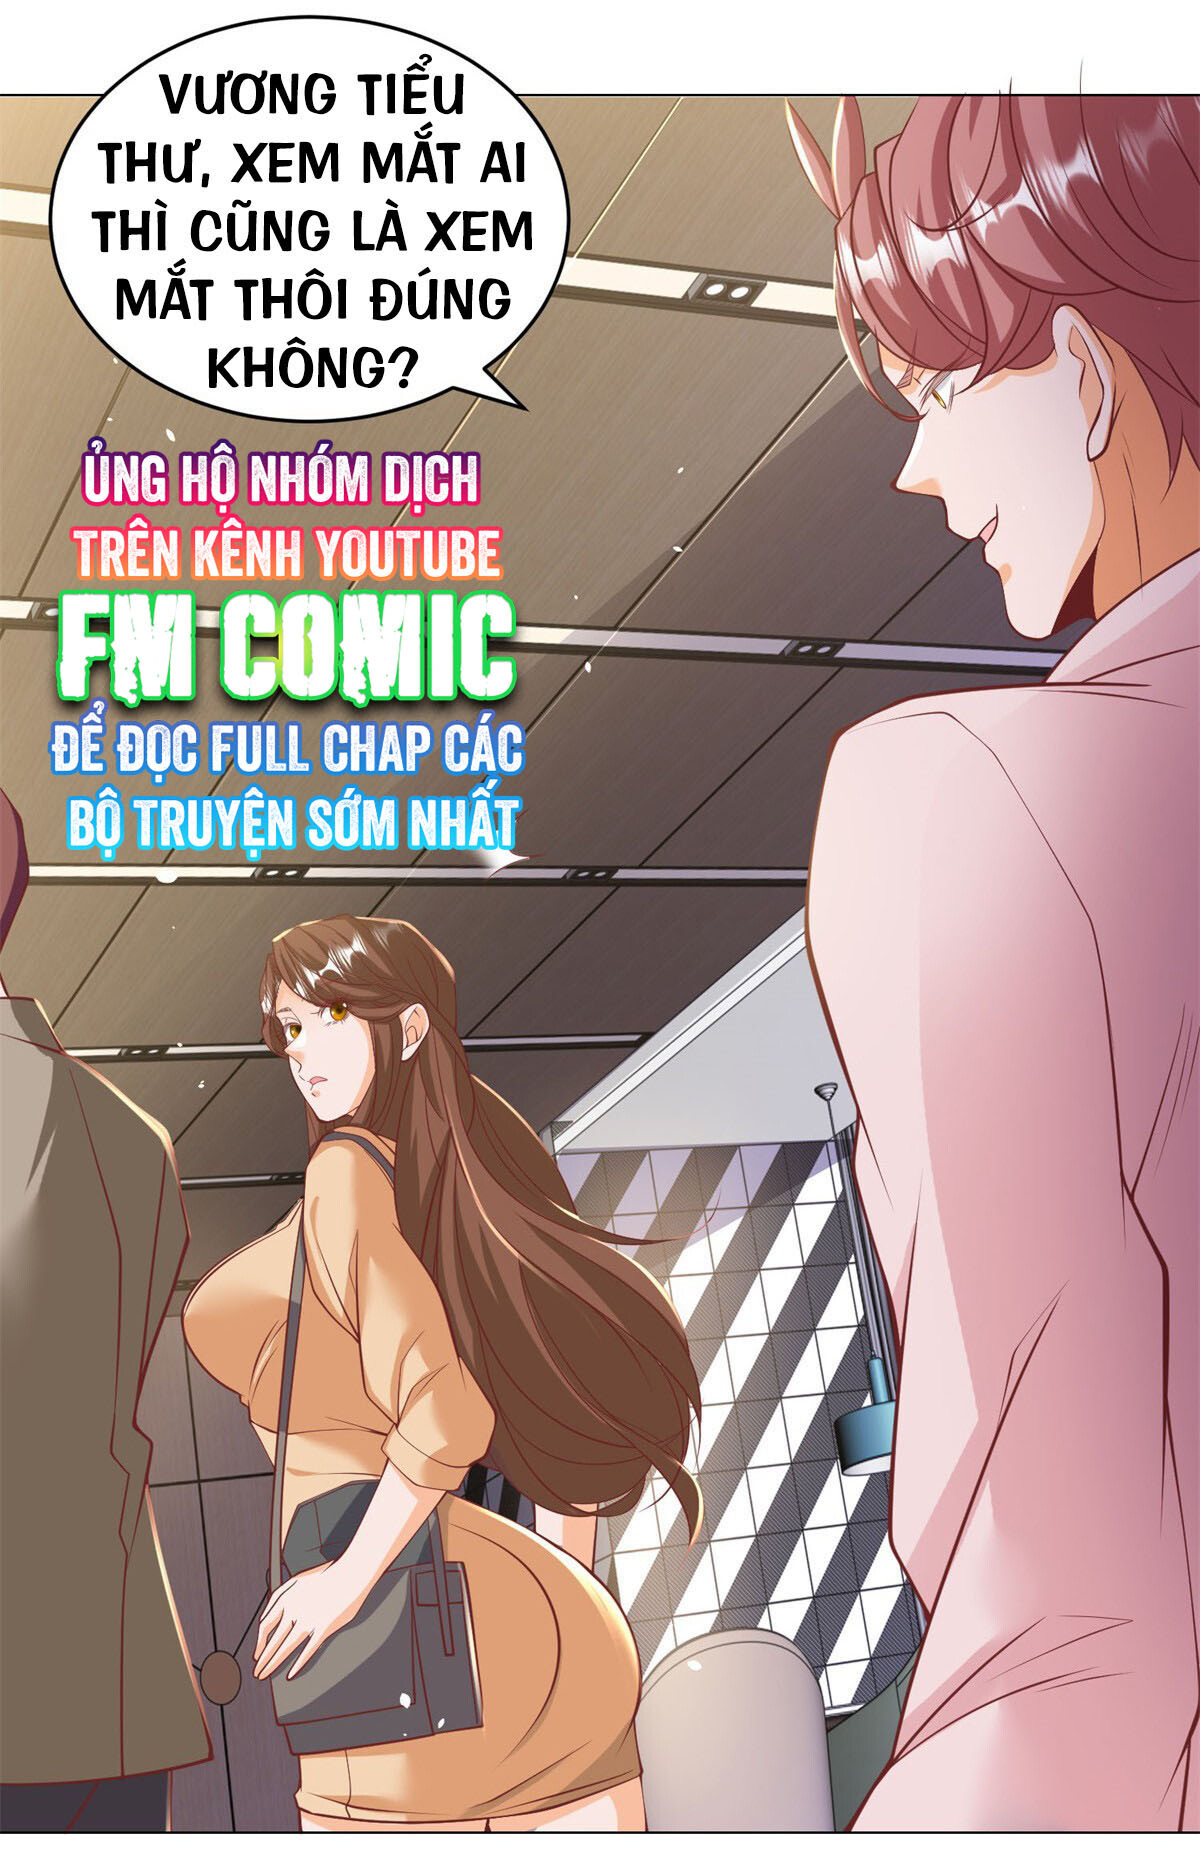 VƯƠNG TIỂU
THƯ, XEM MẮT AI
THÌ CŨNG LÀ XEM
MẮT THÔI ĐÚNG
KHÔNG?
ỦNG HỘ NHÓM DỊCH
TRÊN KÊNH YOUTUBE
FM COMIC
ĐỂ ĐỌC FULL CHAP CÁC
BỘ TRUYỆN SỚM NHẤT